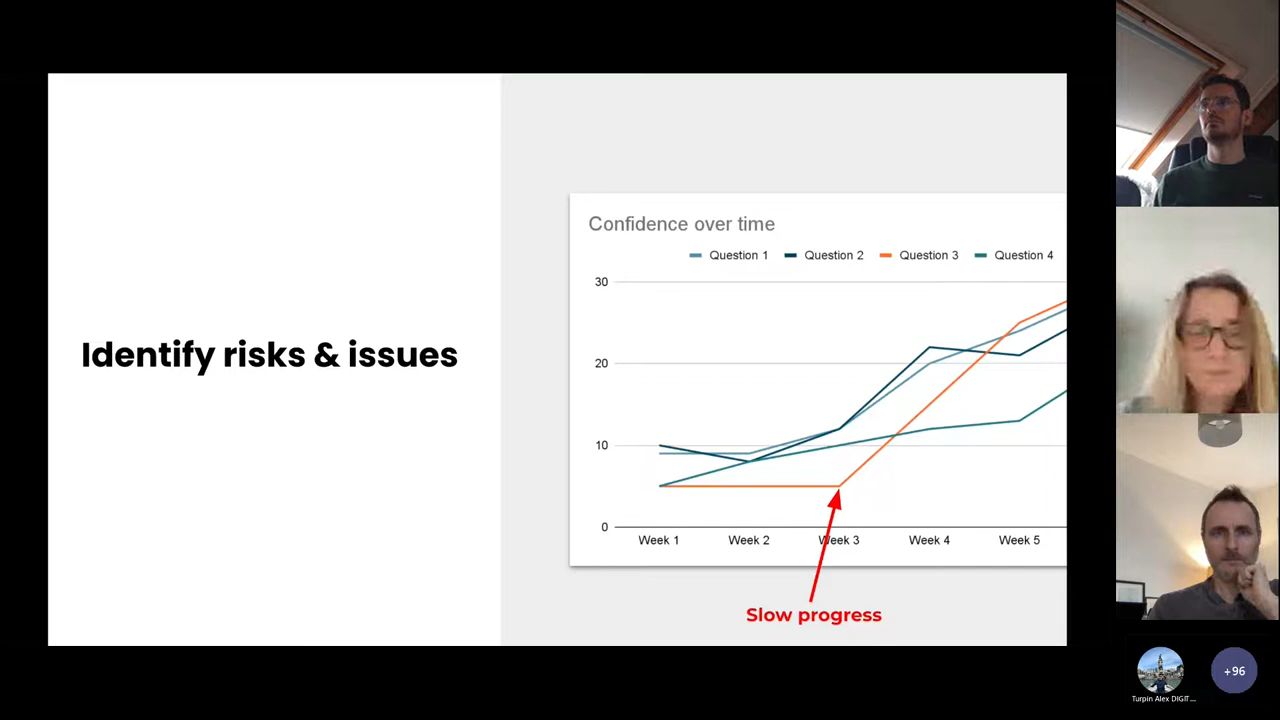 Identify risks & issues
Confidence over time
Question 1 Question 2 Question 3 Question 4
30
20
10
0
Week 1 Week 2 Week 3 Week 4 Week 5
Slow progress
Turpin Alex DIGIT...
+96